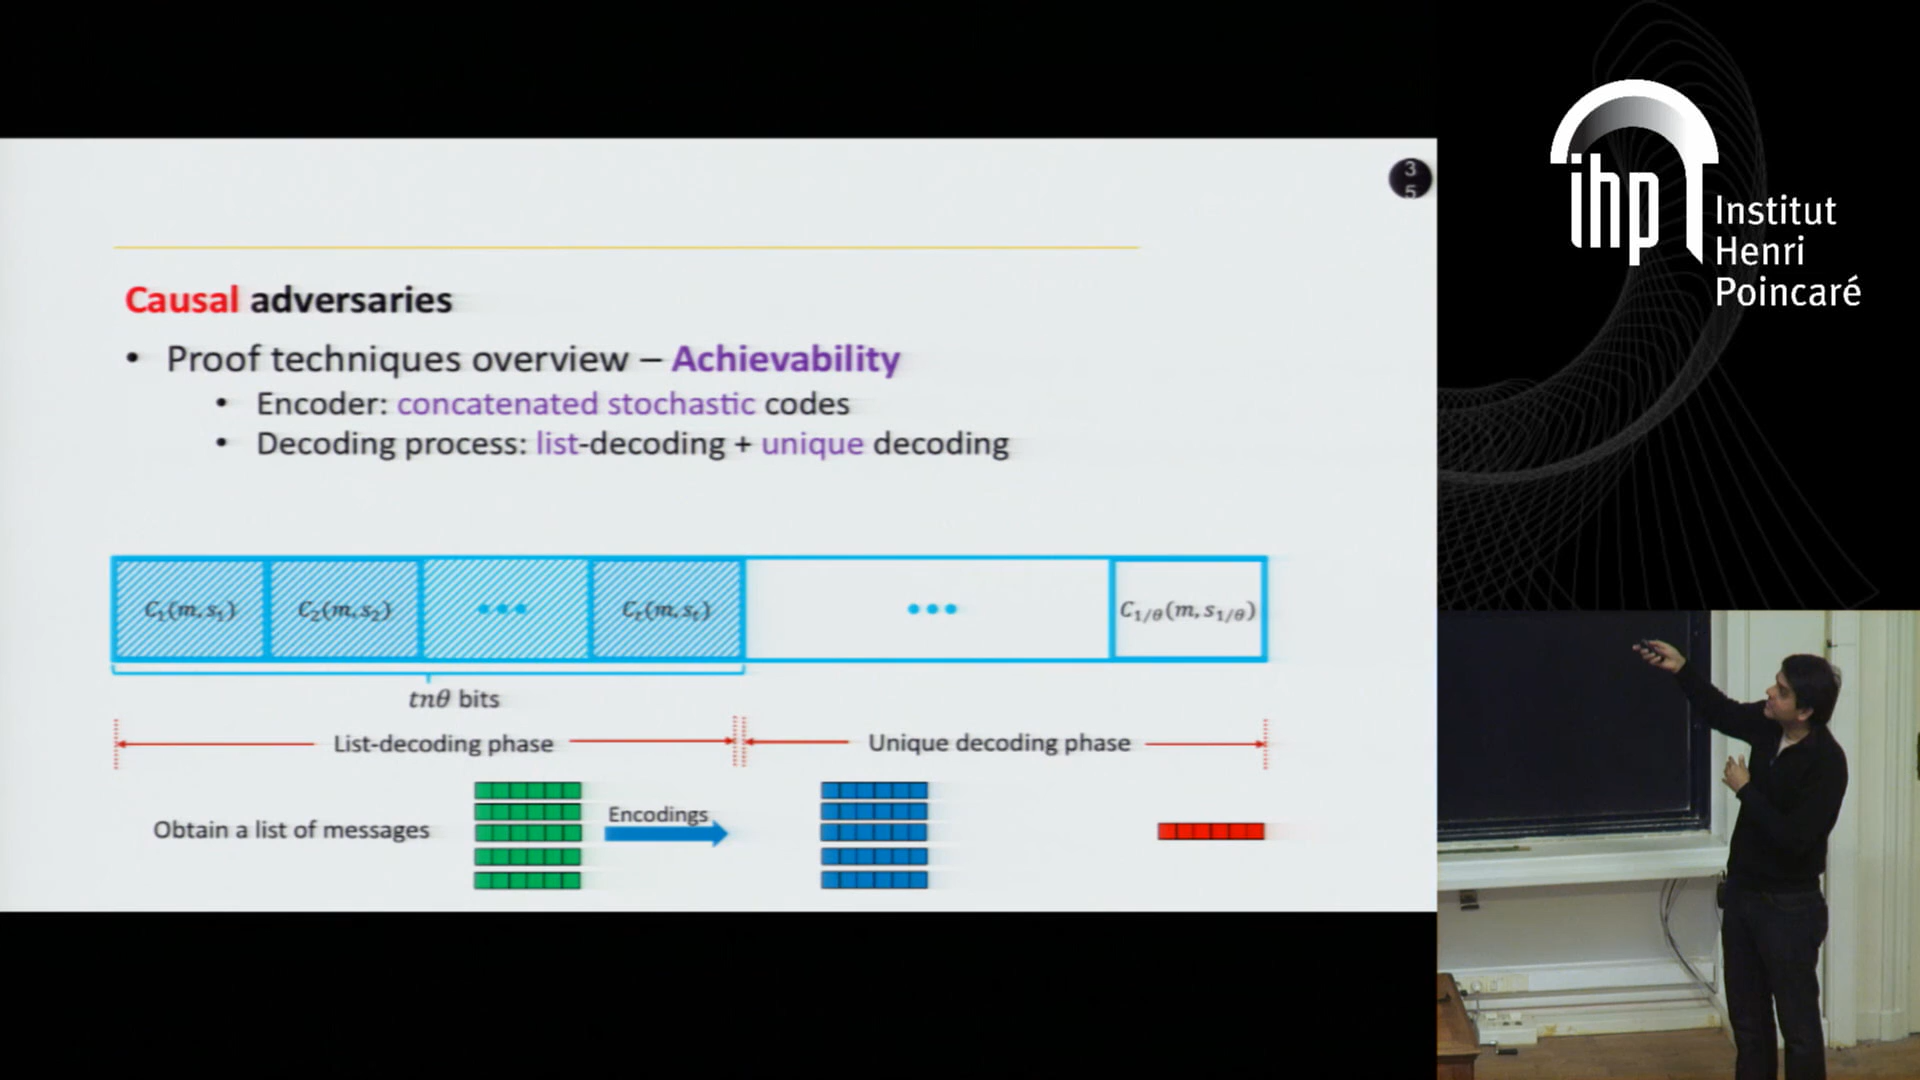 3
5
Causal adversaries
• Proof techniques overview – Achievability
• Encoder: concatenated stochastic codes
• Decoding process: list-decoding + unique decoding
C₁(m,s₁) C₂(m,s₂) ••• Cₜ(m,sₜ) ••• C₁/θ(m,s₁/θ)
tnθ bits
List-decoding phase Unique decoding phase
Obtain a list of messages Encodings
ihp Institut
Henri
Poincaré